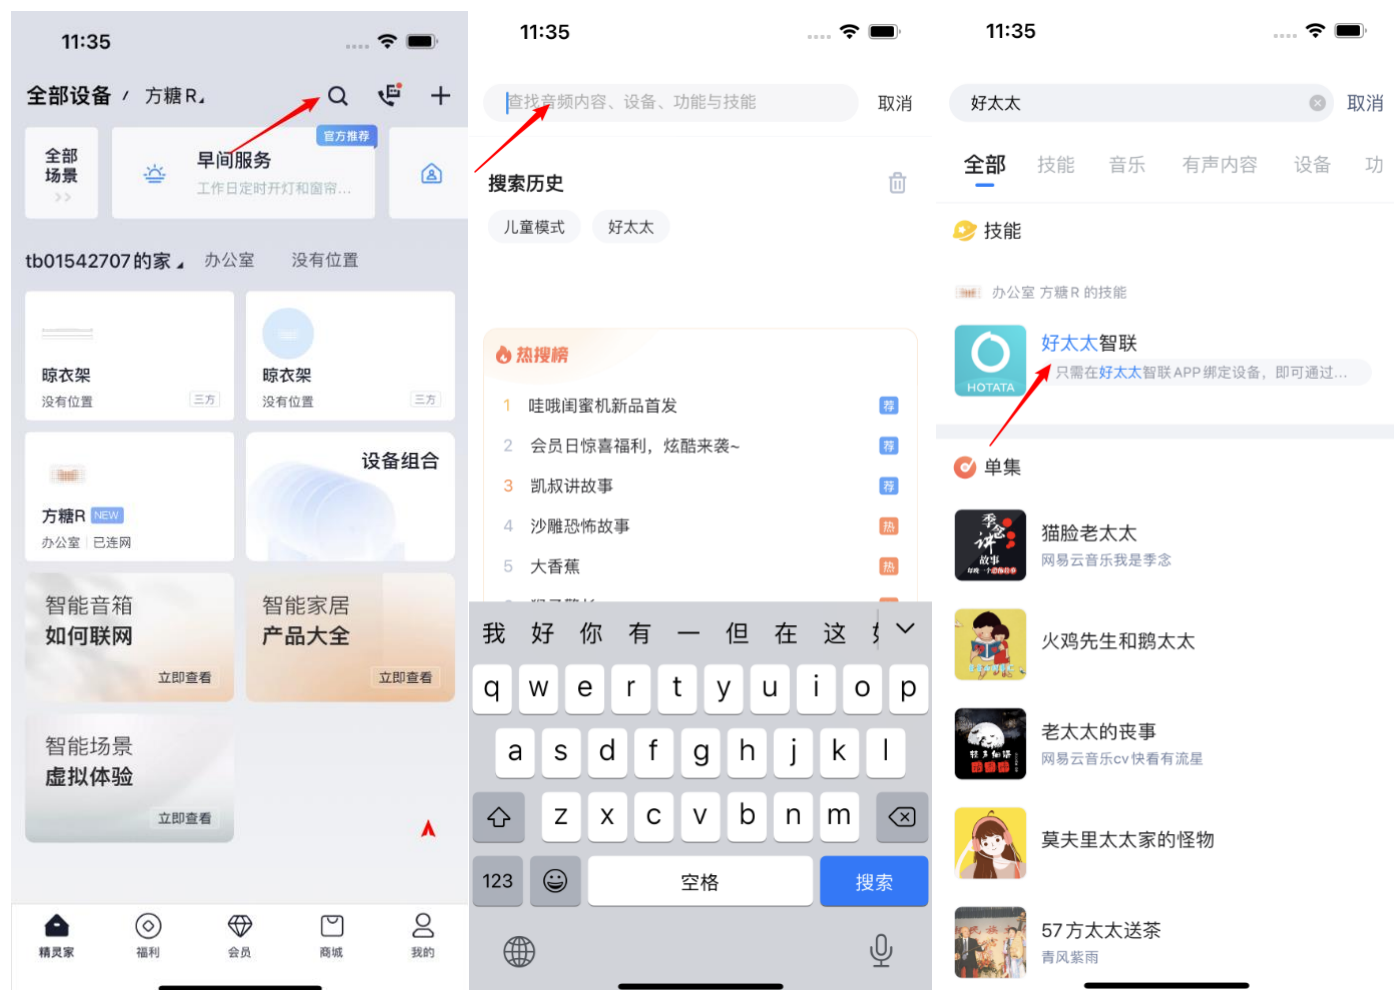 11:35
全部设备 / 方糖R
官方推荐
全部
场景
>>
早间服务
工作日定时开灯和窗帘...
tb01542707的家
办公室
没有位置
晾衣架
没有位置
三方
晾衣架
没有位置
三方
方糖R NEW
办公室 | 已连网
设备组合
智能音箱
如何联网
立即查看
智能家居
产品大全
立即查看
智能场景
虚拟体验
立即查看
精灵家
福利
会员
商城
我的
11:35
查找音频内容、设备、功能与技能
取消
搜索历史
儿童模式
好太太
热搜榜
1 哇哦闺蜜机新品首发 荐
2 会员日惊喜福利，炫酷来袭~ 荐
3 凯叔讲故事 荐
4 沙雕恐怖故事 热
5 大香蕉 热
我 好 你 有 一 但 在 这
q w e r t y u i o p
a s d f g h j k l
z x c v b n m
123 空格 搜索
11:35
好太太
取消
全部 技能 音乐 有声内容 设备 功
技能
办公室 方糖R 的技能
HOTATA
好太太智联
只需在好太太智联APP绑定设备，即可通过...
单集
季念
讲
故事
猫脸老太太
网易云音乐我是季念
火鸡先生和鹅太太
老太太的丧事
网易云音乐cv快看有流星
莫夫里太太家的怪物
57方太太送茶
青风紫雨